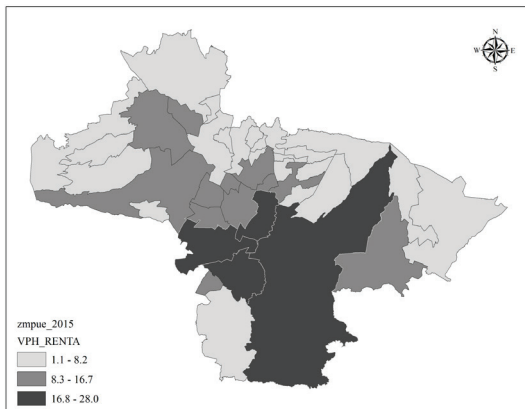 N
W E
S
zmpue_2015
VPH_RENTA
1.1 - 8.2
8.3 - 16.7
16.8 - 28.0